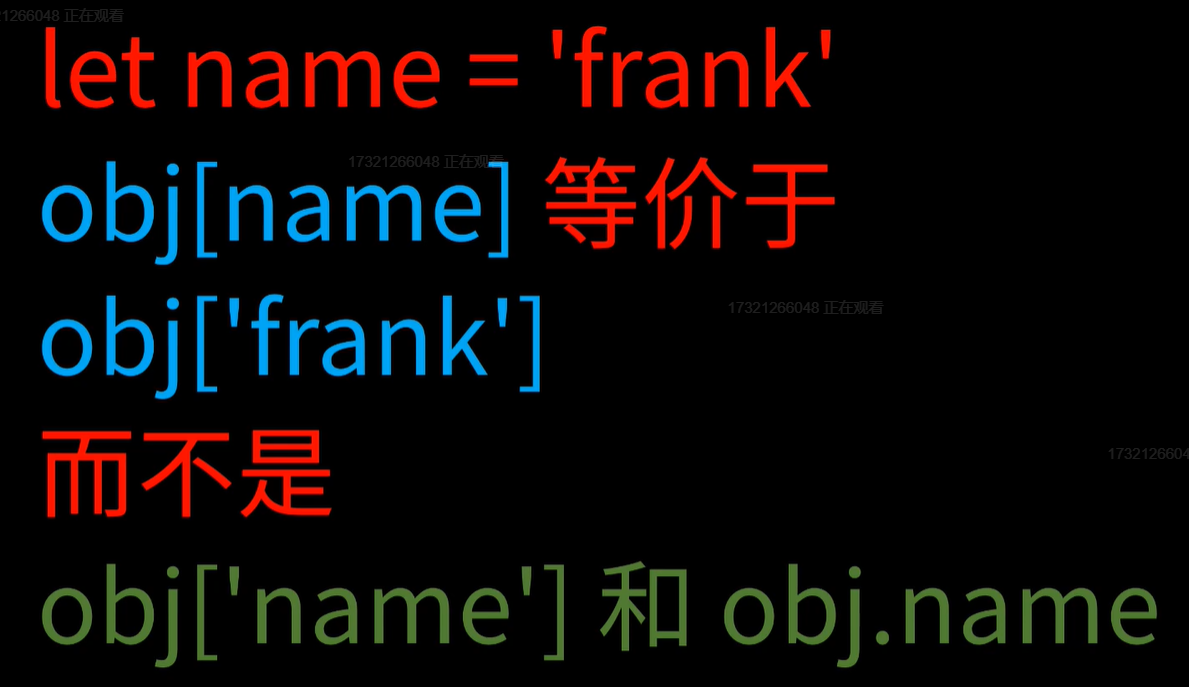 1266048 正在观看
let name = 'frank'
17321266048 正在观看
obj[name] 等价于
17321266048 正在观看
obj['frank']
而不是
1732126604
obj['name'] 和 obj.name